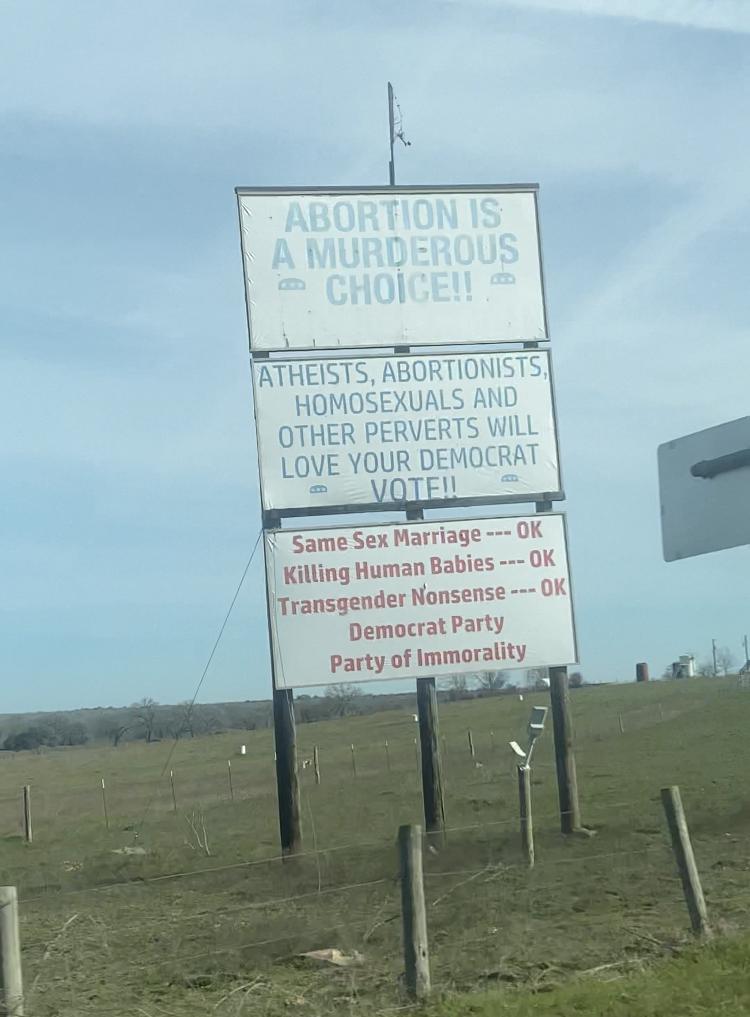 ABORTION IS
A MURDEROUS
CHOICE!!
ATHEISTS, ABORTIONISTS,
HOMOSEXUALS AND
OTHER PERVERTS WILL
LOVE YOUR DEMOCRAT
VOTE!!
Same Sex Marriage --- OK
Killing Human Babies --- OK
Transgender Nonsense --- OK
Democrat Party
Party of Immorality